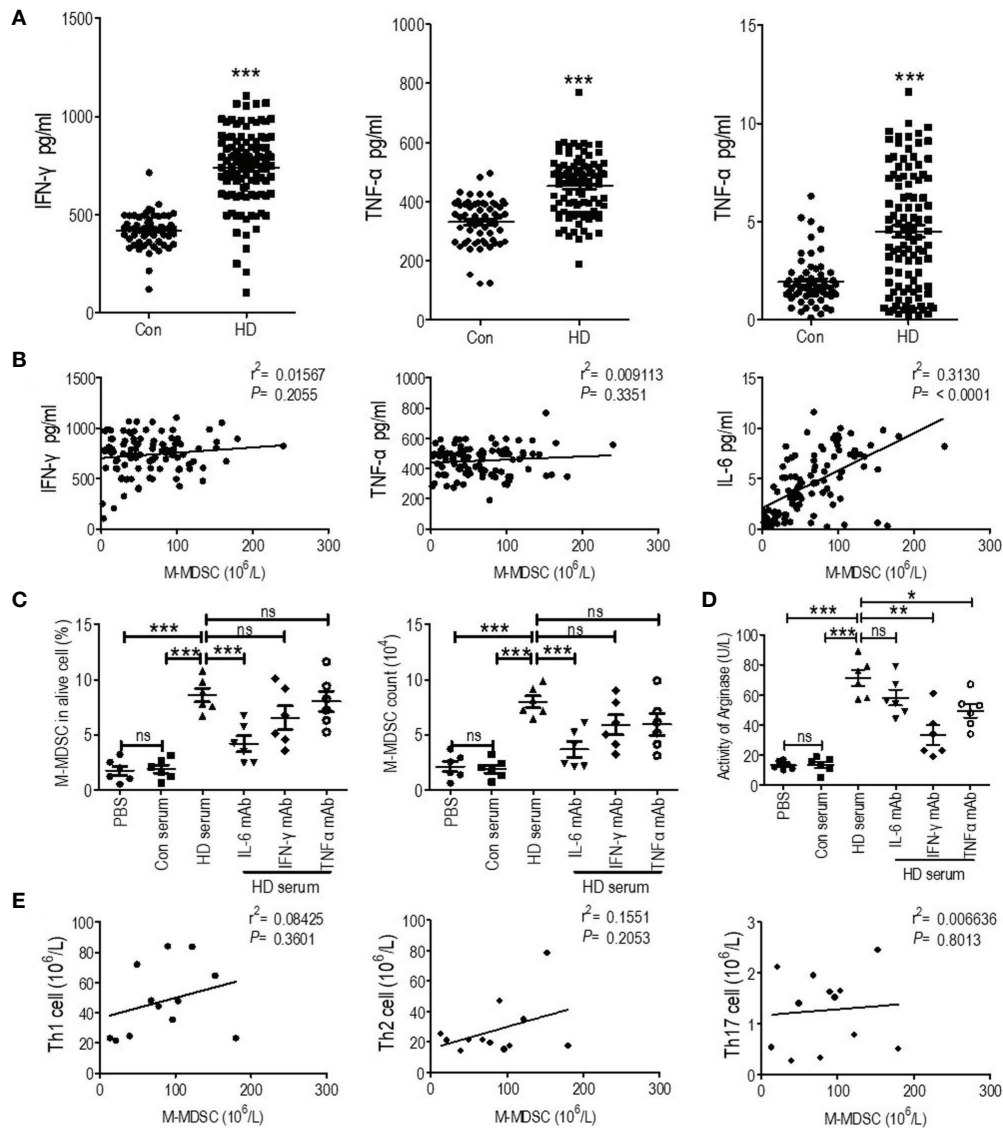 A
IFN-γ pg/ml
1500
1000
500
0
***
Con
HD
TNF-α pg/ml
1000
800
600
400
200
0
***
Con
HD
TNF-α pg/ml
15
10
5
0
***
Con
HD
B
r² = 0.01567
P= 0.2055
IFN-γ pg/ml
1500
1000
500
0
0
100
200
300
M-MDSC (10⁶/L)
r² = 0.009113
P= 0.3351
TNF-α pg/ml
1000
800
600
400
200
0
0
100
200
300
M-MDSC (10⁶/L)
r² = 0.3130
P= < 0.0001
IL-6 pg/ml
15
10
5
0
0
100
200
300
M-MDSC (10⁶/L)
C
M-MDSC in alive cell (%)
15
10
5
0
ns
***
ns
***
***
ns
PBS
Con serum
HD serum
IL-6 mAb
IFN-γ mAb
TNFα mAb
HD serum
M-MDSC count (10⁴)
15
10
5
0
ns
***
ns
***
***
ns
PBS
Con serum
HD serum
IL-6 mAb
IFN-γ mAb
TNFα mAb
HD serum
D
Activity of Arginase (U/L)
100
80
60
40
20
0
*
***
**
***
ns
ns
PBS
Con serum
HD serum
IL-6 mAb
IFN-γ mAb
TNFα mAb
HD serum
E
r² = 0.08425
P= 0.3601
Th1 cell (10⁶/L)
100
80
60
40
20
0
0
100
200
300
M-MDSC (10⁶/L)
r² = 0.1551
P= 0.2053
Th2 cell (10⁶/L)
100
80
60
40
20
0
0
100
200
300
M-MDSC (10⁶/L)
r² = 0.006636
P= 0.8013
Th17 cell (10⁶/L)
3
2
1
0
0
100
200
300
M-MDSC (10⁶/L)